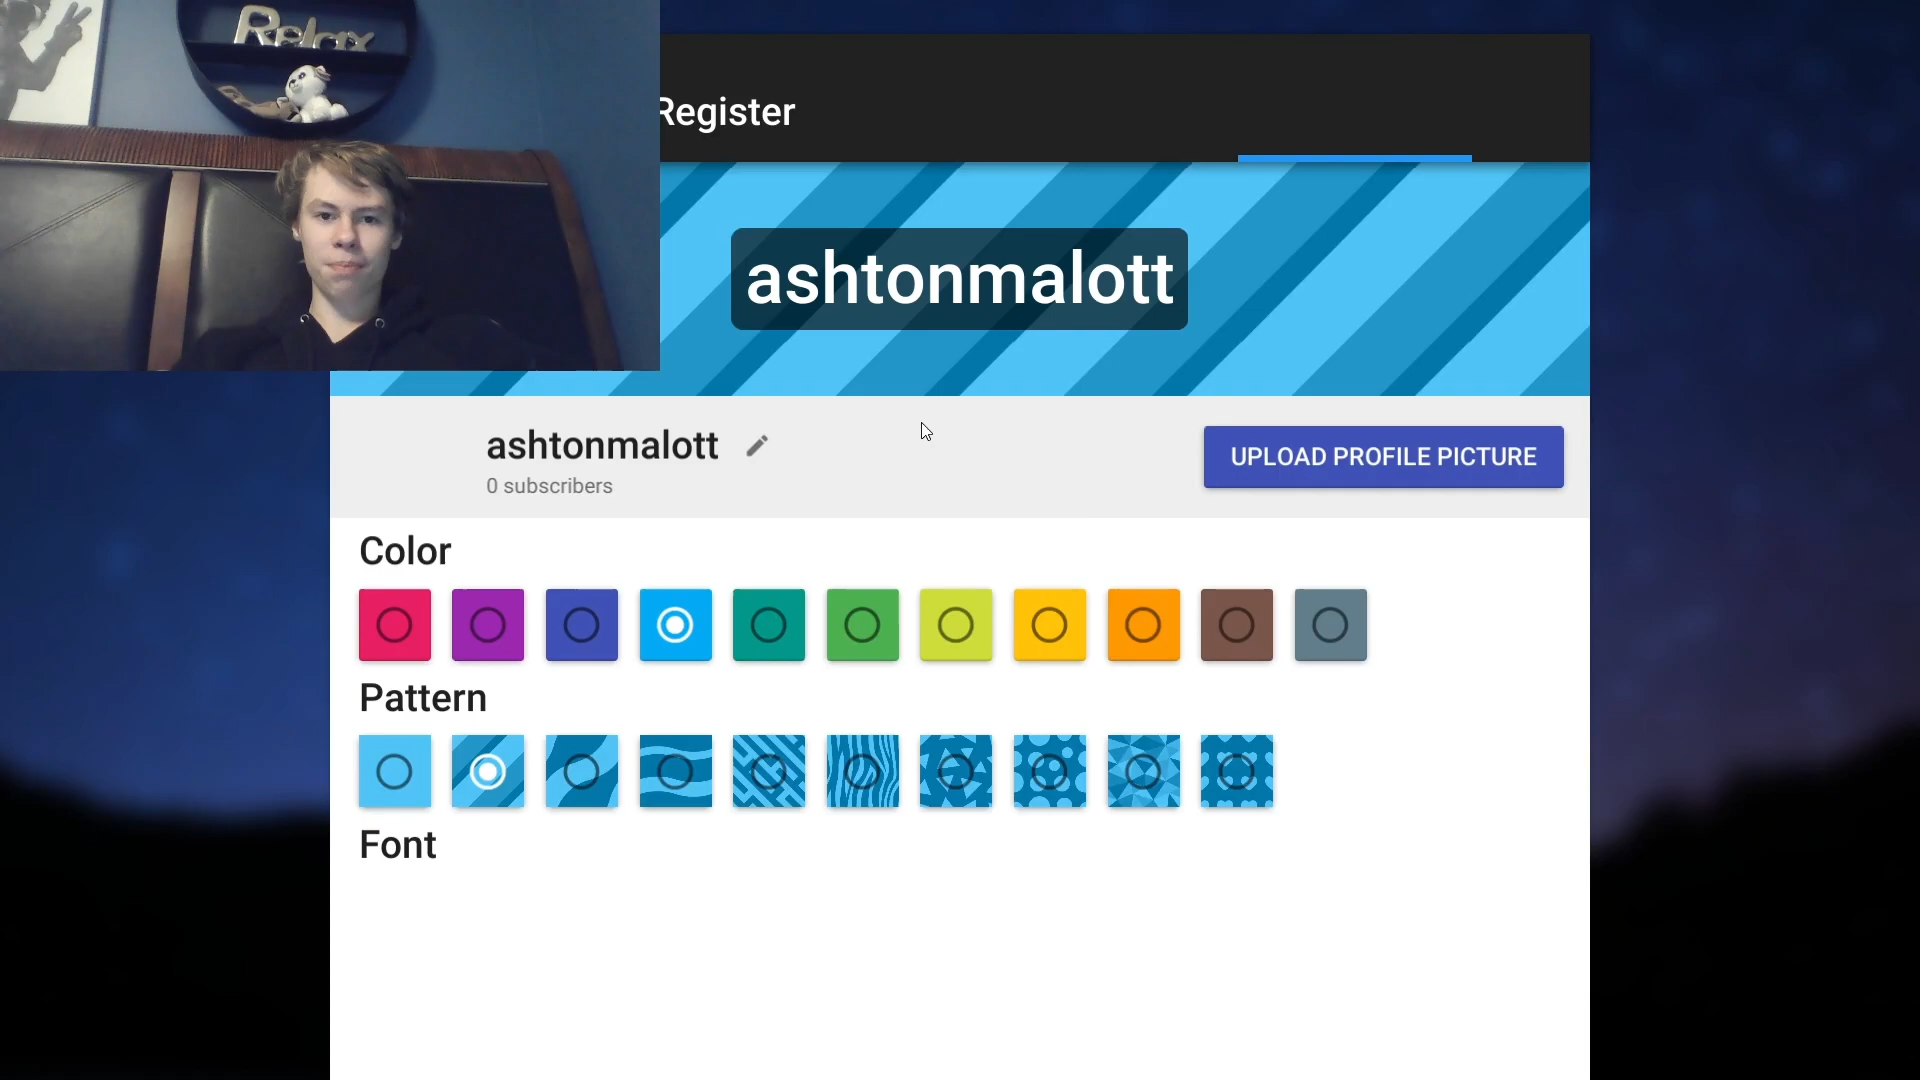 Relax
Register
ashtonmalott
ashtonmalott
0 subscribers
UPLOAD PROFILE PICTURE
Color
Pattern
Font